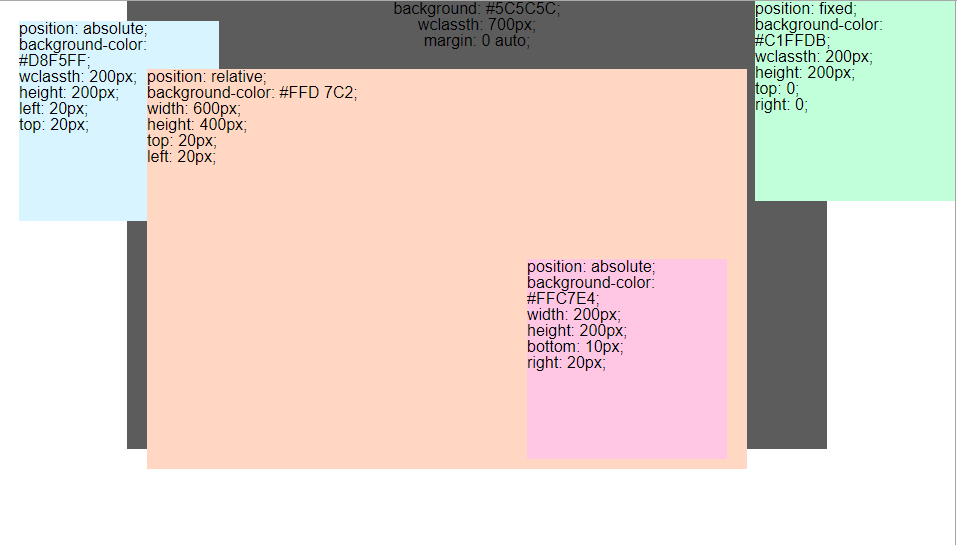 background: #5C5C5C;
wclassth: 700px;
margin: 0 auto;
position: absolute;
background-color:
#D8F5FF;
wclassth: 200px;
height: 200px;
left: 20px;
top: 20px;
position: relative;
background-color: #FFD 7C2;
width: 600px;
height: 400px;
top: 20px;
left: 20px;
position: absolute;
background-color:
#FFC7E4;
width: 200px;
height: 200px;
bottom: 10px;
right: 20px;
position: fixed;
background-color:
#C1FFDB;
wclassth: 200px;
height: 200px;
top: 0;
right: 0;